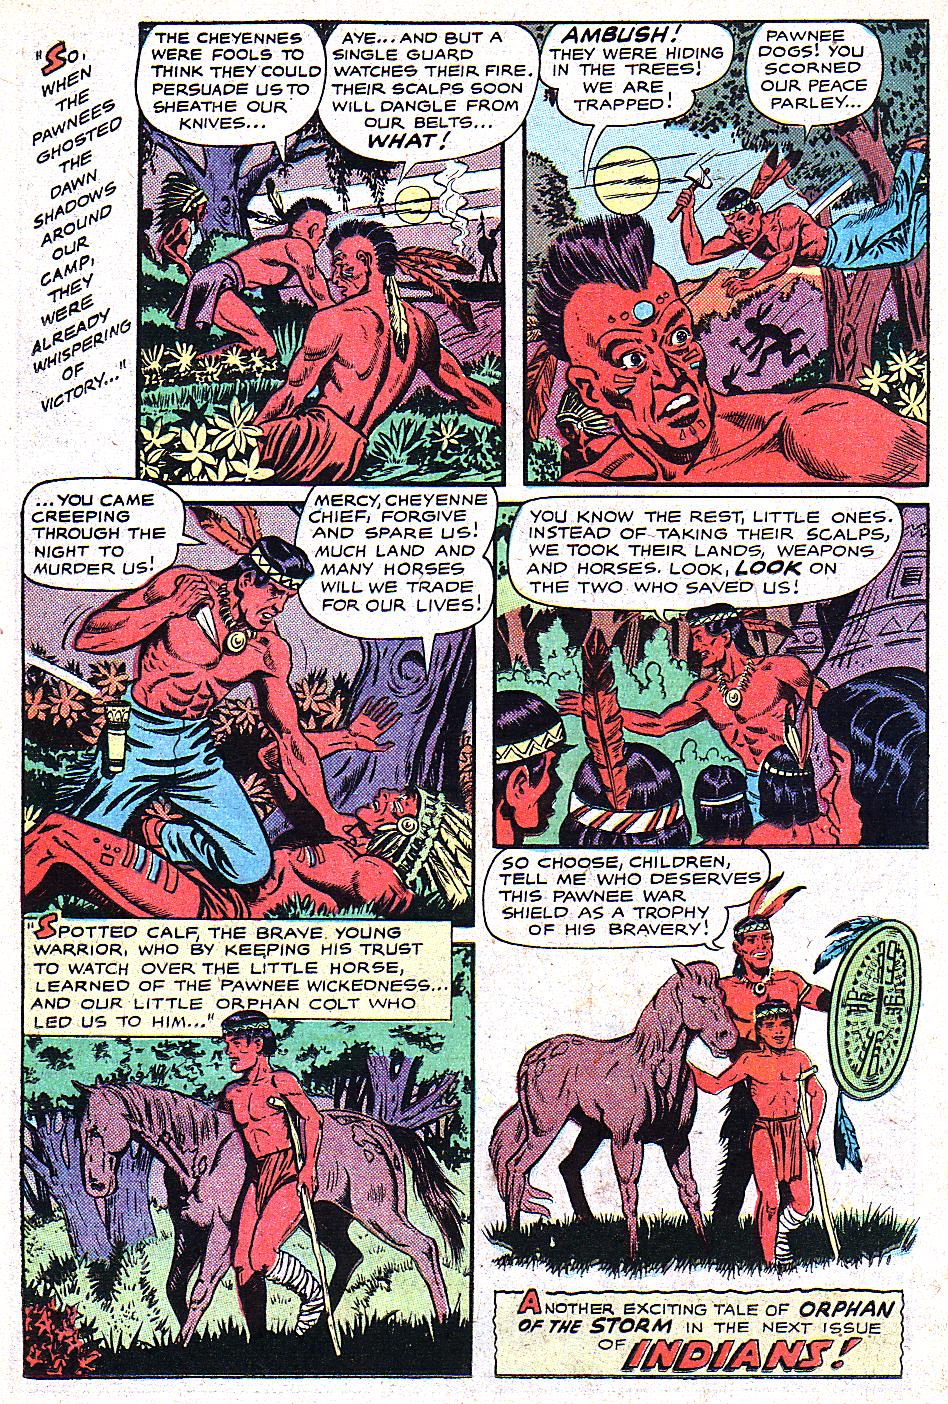 "SO,
WHEN
THE
PAWNEES
GHOSTED
THE
DAWN
SHADOWS
AROUND
OUR
CAMP,
THEY
WERE
ALREADY
WHISPERING
OF
VICTORY..."
THE CHEYENNES
WERE FOOLS TO
THINK THEY COULD
PERSUADE US TO
SHEATHE OUR
KNIVES...
AYE... AND BUT A
SINGLE GUARD
WATCHES THEIR FIRE.
THEIR SCALPS SOON
WILL DANGLE FROM
OUR BELTS...
WHAT!
AMBUSH!
THEY WERE HIDING
IN THE TREES!
WE ARE
TRAPPED!
PAWNEE
DOGS! YOU
SCORNED
OUR PEACE
PARLEY...
...YOU CAME
CREEPING
THROUGH THE
NIGHT TO
MURDER US!
MERCY, CHEYENNE
CHIEF, FORGIVE
AND SPARE US!
MUCH LAND AND
MANY HORSES
WILL WE TRADE
FOR OUR LIVES!
YOU KNOW THE REST, LITTLE ONES.
INSTEAD OF TAKING THEIR SCALPS,
WE TOOK THEIR LANDS, WEAPONS
AND HORSES. LOOK, LOOK ON
THE TWO WHO SAVED US!
"SPOTTED CALF, THE BRAVE YOUNG
WARRIOR, WHO BY KEEPING HIS TRUST
TO WATCH OVER THE LITTLE HORSE,
LEARNED OF THE PAWNEE WICKEDNESS...
AND OUR LITTLE ORPHAN COLT WHO
LED US TO HIM..."
SO CHOOSE, CHILDREN,
TELL ME WHO DESERVES
THIS PAWNEE WAR
SHIELD AS A TROPHY
OF HIS BRAVERY!
ANOTHER EXCITING TALE OF ORPHAN
OF THE STORM IN THE NEXT ISSUE
OF INDIANS!